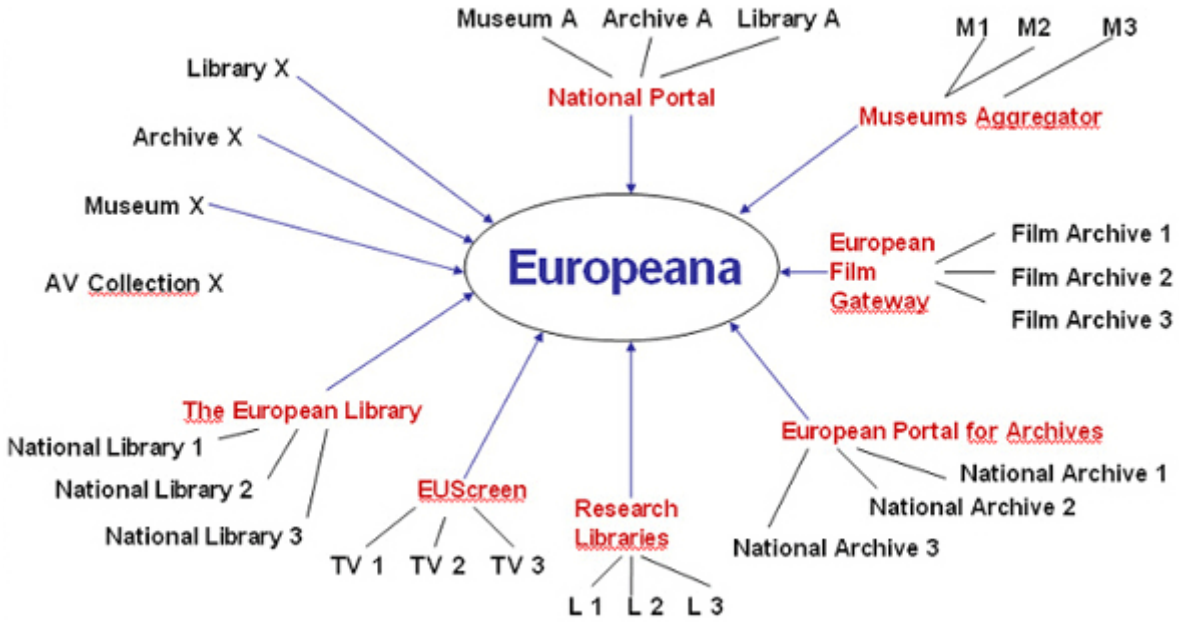 Museum A
Archive A
Library A
M1
M2
M3
Library X
National Portal
Museums Aggregator
Archive X
Museum X
European
Film
Gateway
Film Archive 1
Film Archive 2
Film Archive 3
Europeana
AV Collection X
The European Library
National Library 1
National Library 2
National Library 3
EUScreen
TV 1
TV 2
TV 3
Research
Libraries
L 1
L 2
L 3
European Portal for Archives
National Archive 1
National Archive 2
National Archive 3